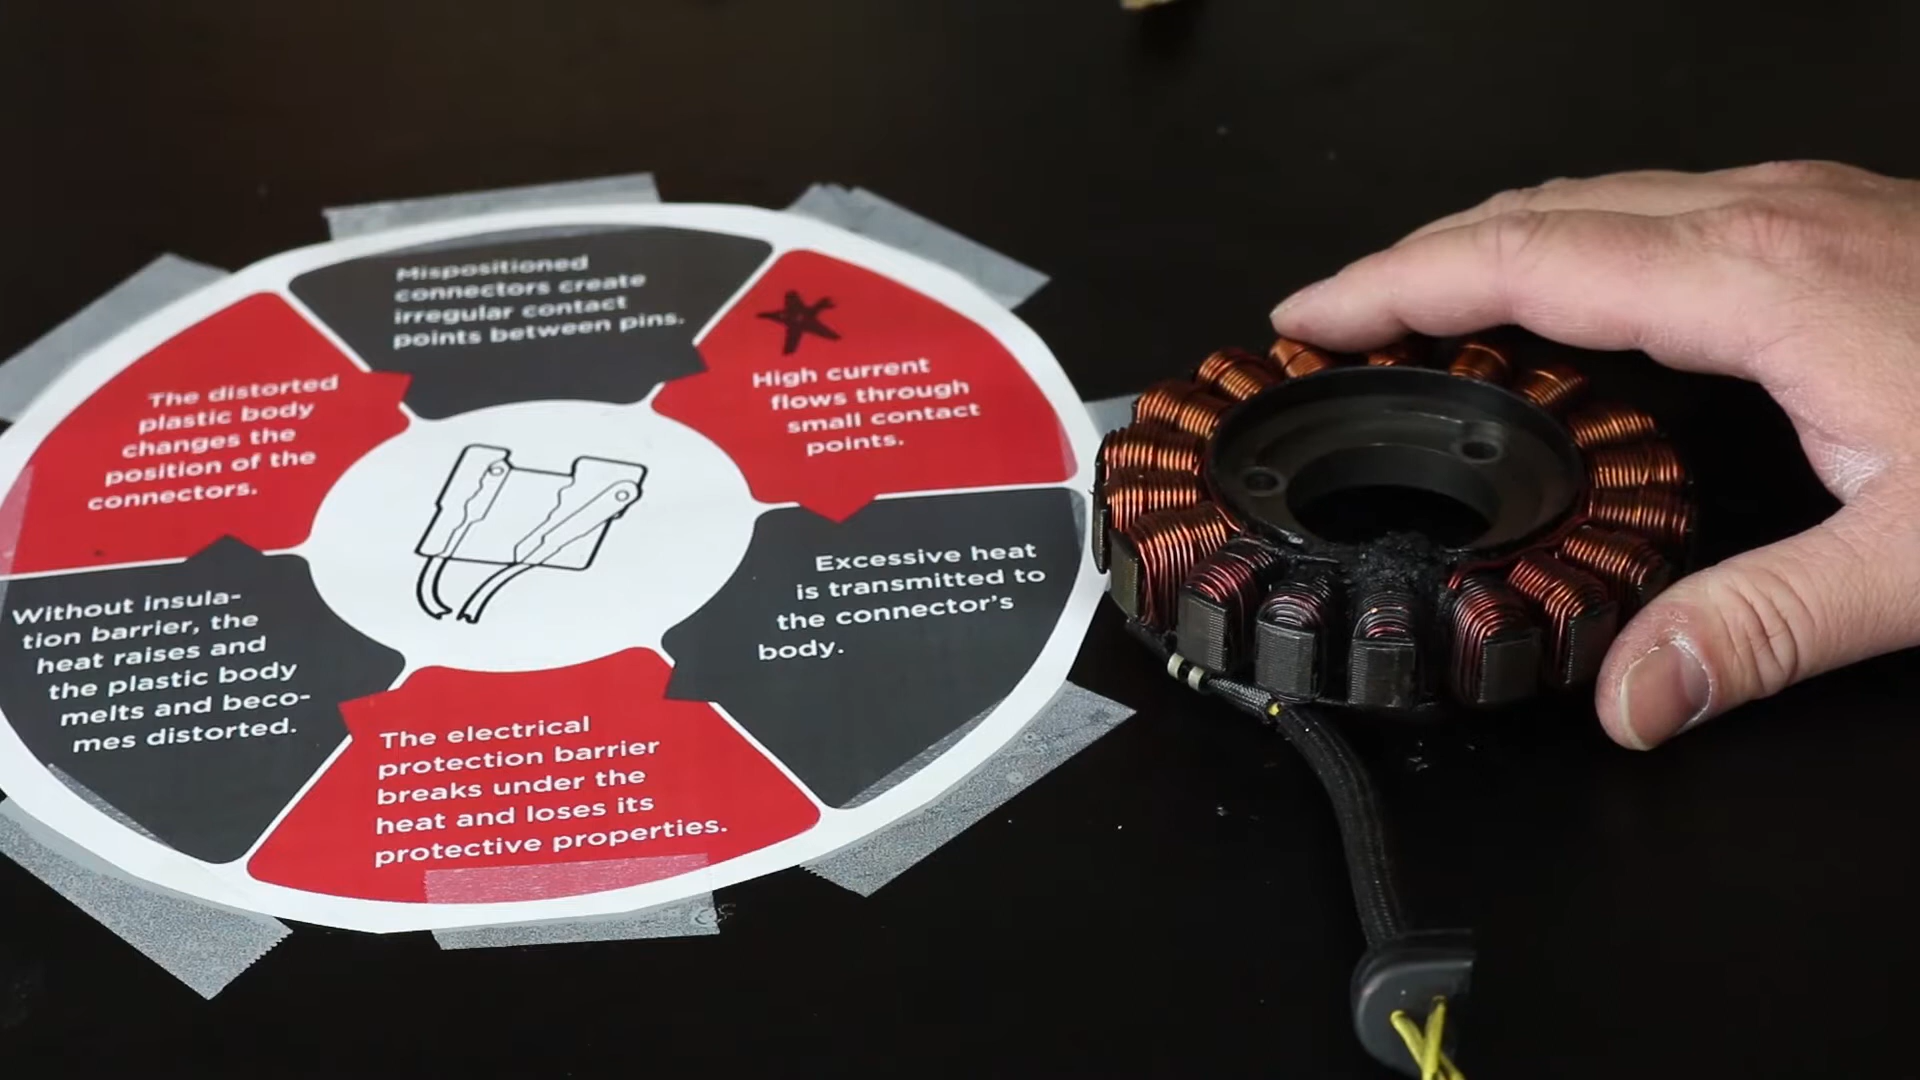 Mispositioned
connectors create
irregular contact
points between pins.
High current
flows through
small contact
points.
Excessive heat
is transmitted to
the connector's
body.
The electrical
protection barrier
breaks under the
heat and loses its
protective properties.
Without insula-
tion barrier, the
heat raises and
the plastic body
melts and beco-
mes distorted.
The distorted
plastic body
changes the
position of the
connectors.